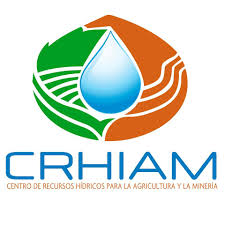 CRHIAM
CENTRO DE RECURSOS HÍDRICOS PARA LA AGRICULTURA Y LA MINERÍA